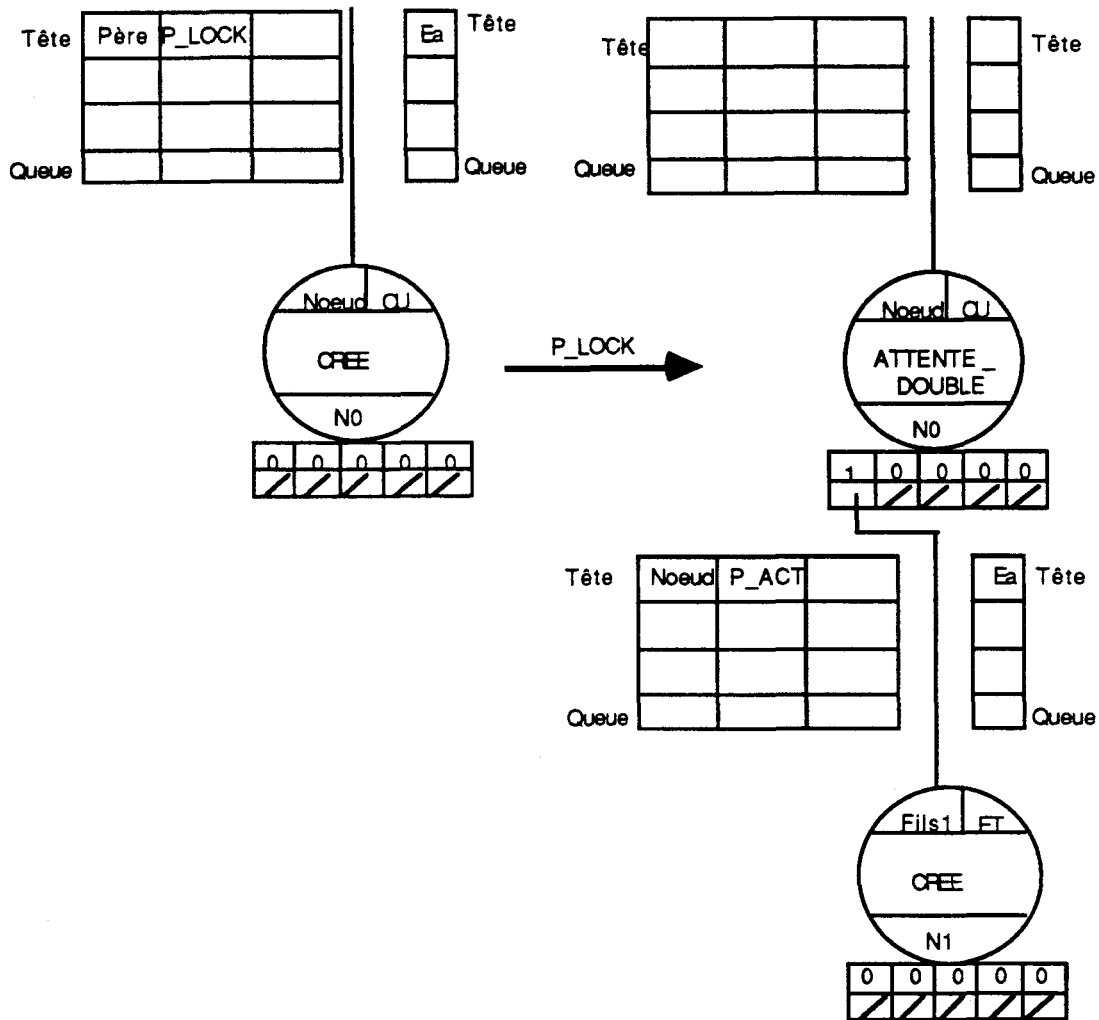 Tête Père P_LOCK Ea Tête
Queue Queue
Noeud CU
CREE
N0
0 0 0 0 0
P_LOCK
Tête Tête
Queue Queue
Noeud CU
ATTENTE_
DOUBLE
N0
1 0 0 0 0
Tête Noeud P_ACT Ea Tête
Queue Queue
Fils1 ET
CREE
N1
0 0 0 0 0